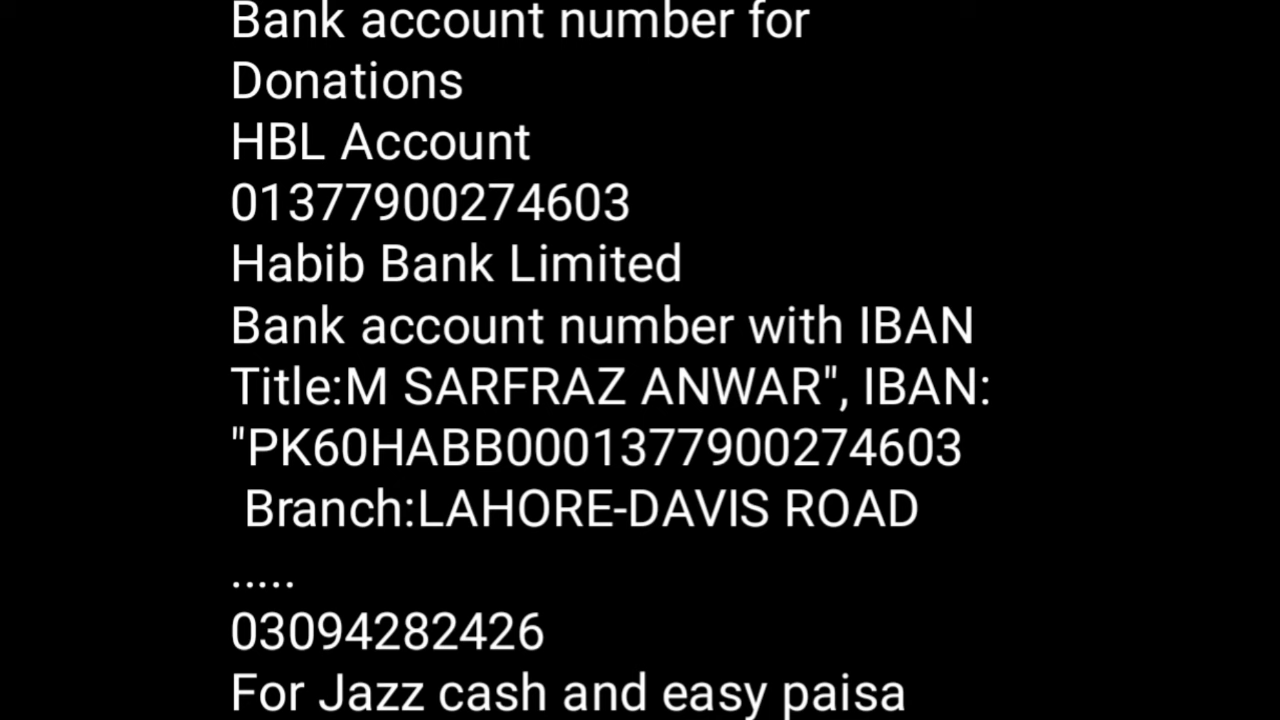 Bank account number for
Donations
HBL Account
01377900274603
Habib Bank Limited
Bank account number with IBAN
Title:M SARFRAZ ANWAR", IBAN:
"PK60HABB0001377900274603
Branch:LAHORE-DAVIS ROAD
.....
03094282426
For Jazz cash and easy paisa